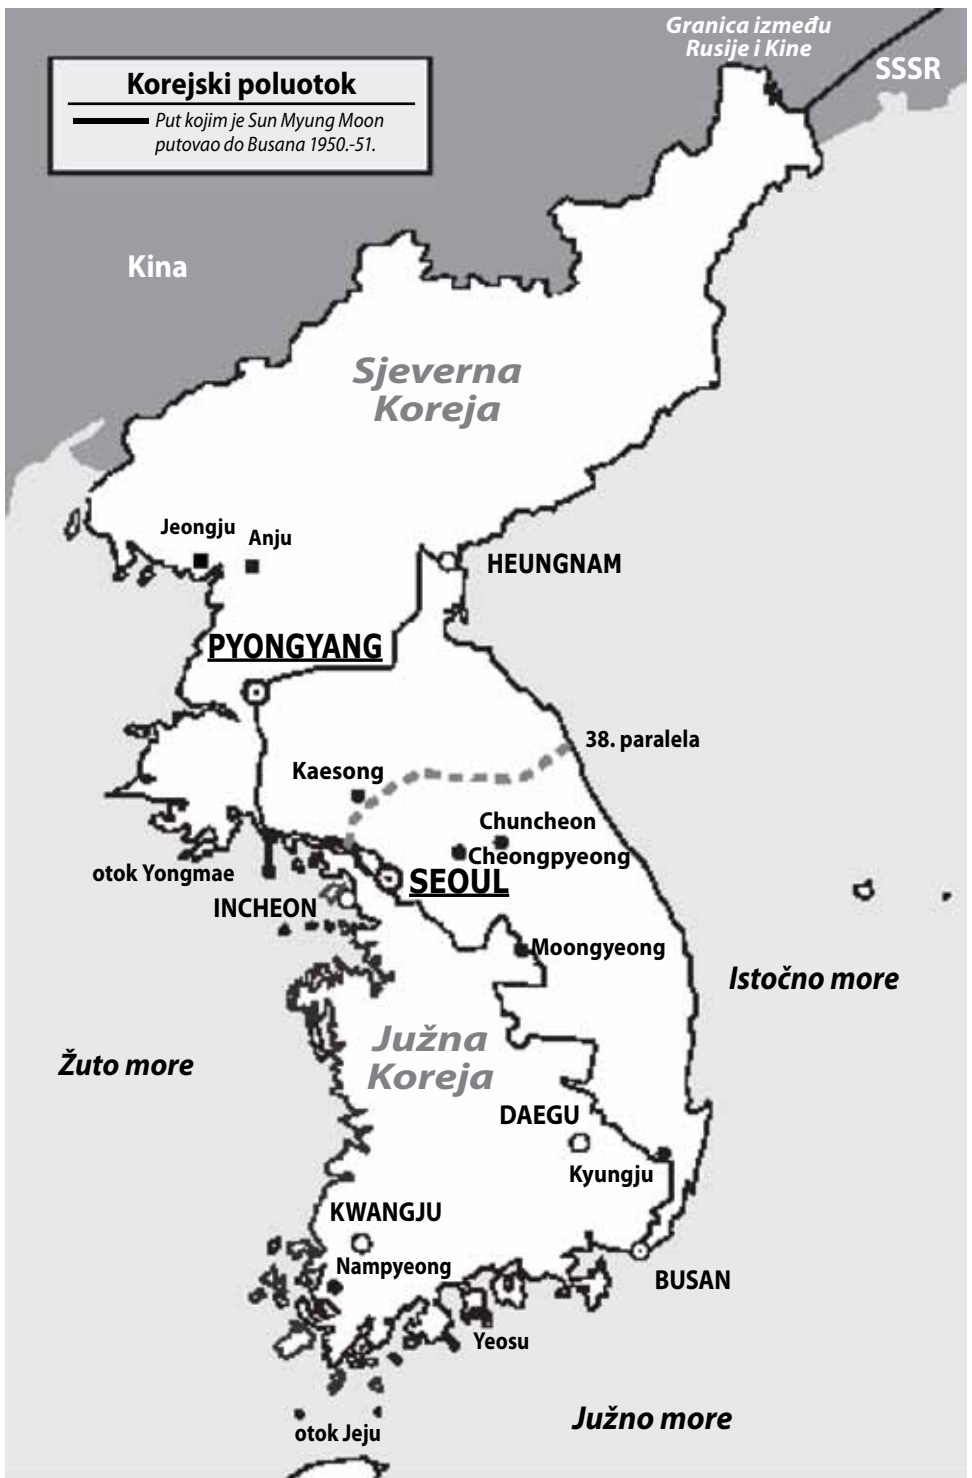 Granica između
Rusije i Kine
SSSR
Korejski poluotok
Put kojim je Sun Myung Moon
putovao do Busana 1950.-51.
Kina
Sjeverna
Koreja
Jeongju
Anju
HEUNGNAM
PYONGYANG
38. paralela
Kaesong
Chuncheon
Cheongpyeong
otok Yongmae
SEOUL
INCHEON
Moongyeong
Istočno more
Južna
Koreja
Žuto more
DAEGU
Kyungju
KWANGJU
Nampyeong
BUSAN
Yeosu
Južno more
otok Jeju